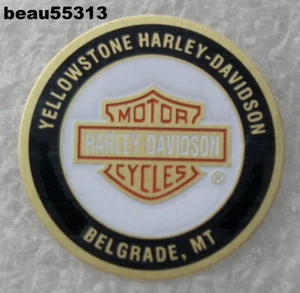 beau55313
YELLOWSTONE HARLEY-DAVIDSON
MOTOR
HARLEY DAVIDSON
CYCLES
®
BELGRADE, MT